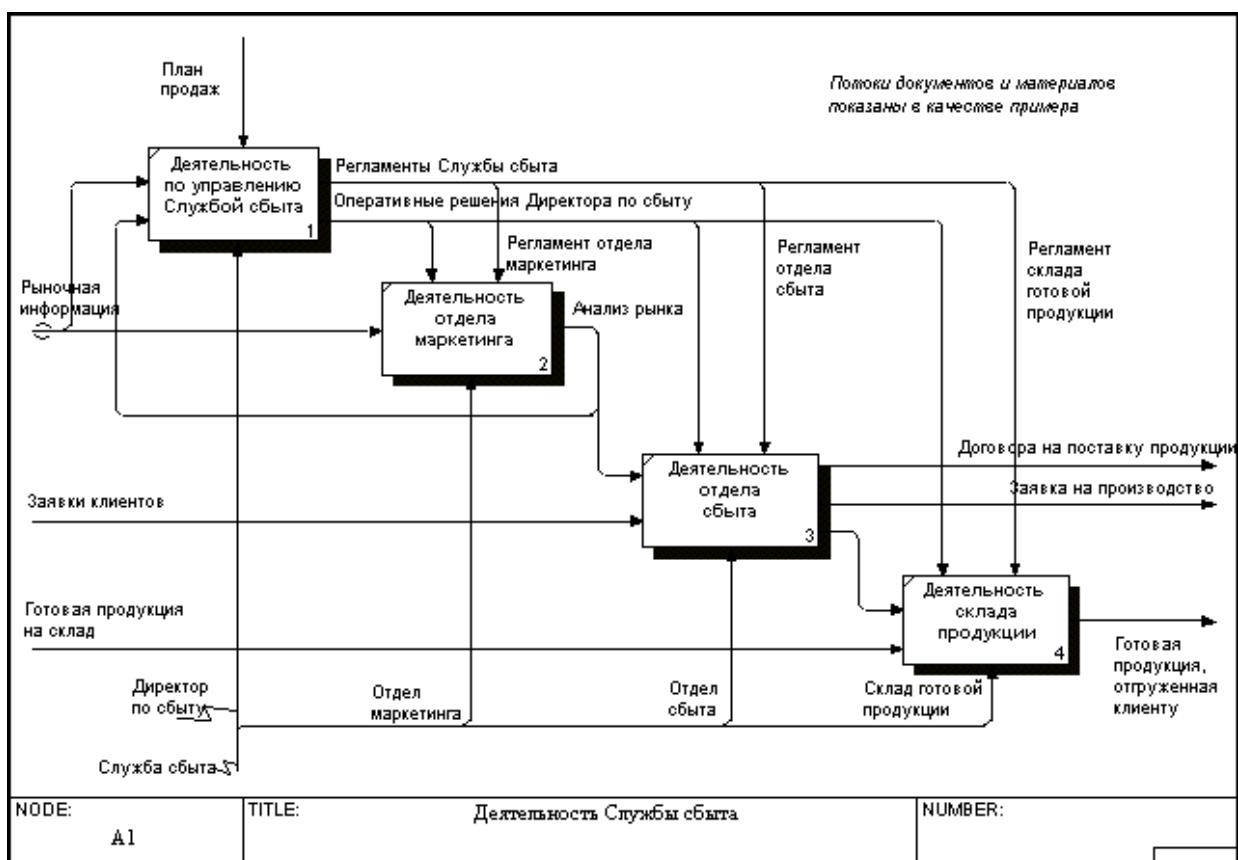 План
продаж
Потоки документов и материалов
показаны в качестве примера
Деятельность
по управлению
Службой сбыта
1
Регламенты Службы сбыта
Оперативные решения Директора по сбыту
Регламент отдела
маркетинга
Регламент
отдела
сбыта
Регламент
склада
готовой
продукции
Рыночная
информация
Деятельность
отдела
маркетинга
2
Анализ рынка
Деятельность
отдела
сбыта
3
Договора на поставку продукции
Заявка на производство
Заявки клиентов
Деятельность
склада
продукции
4
Готовая продукция
на склад
Готовая
продукция,
отгруженная
клиенту
Директор
по сбыту
Отдел
маркетинга
Отдел
сбыта
Склад готовой
продукции
Служба сбыта
NODE:
A1
TITLE:
Деятельность Службы сбыта
NUMBER: